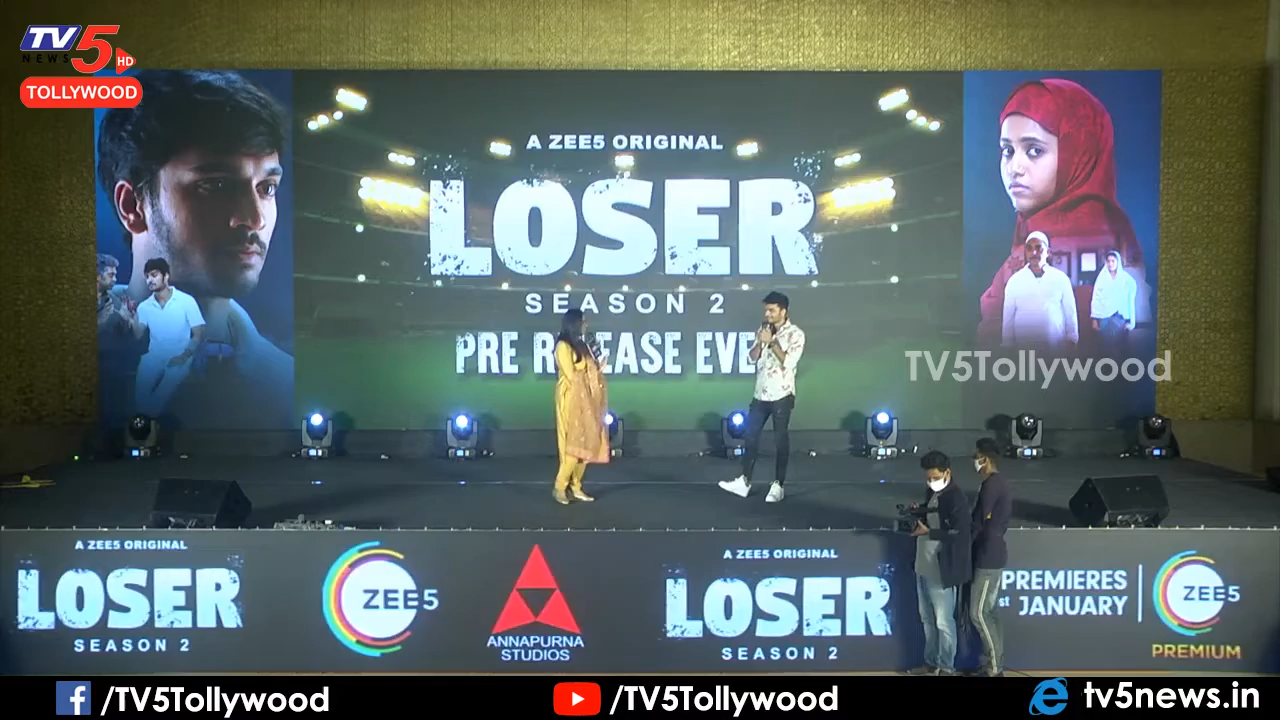 TV5
NEWS
HD
TOLLYWOOD
A ZEE5 ORIGINAL
LOSER
SEASON 2
PRE R EASE EVE
TV5Tollywood
A ZEE5 ORIGINAL
LOSER
SEASON 2
ZEE5
ANNAPURNA
STUDIOS
A ZEE5 ORIGINAL
LOSER
SEASON 2
PREMIERES
st JANUARY
ZEE5
PREMIUM
/TV5Tollywood
/TV5Tollywood
tv5news.in